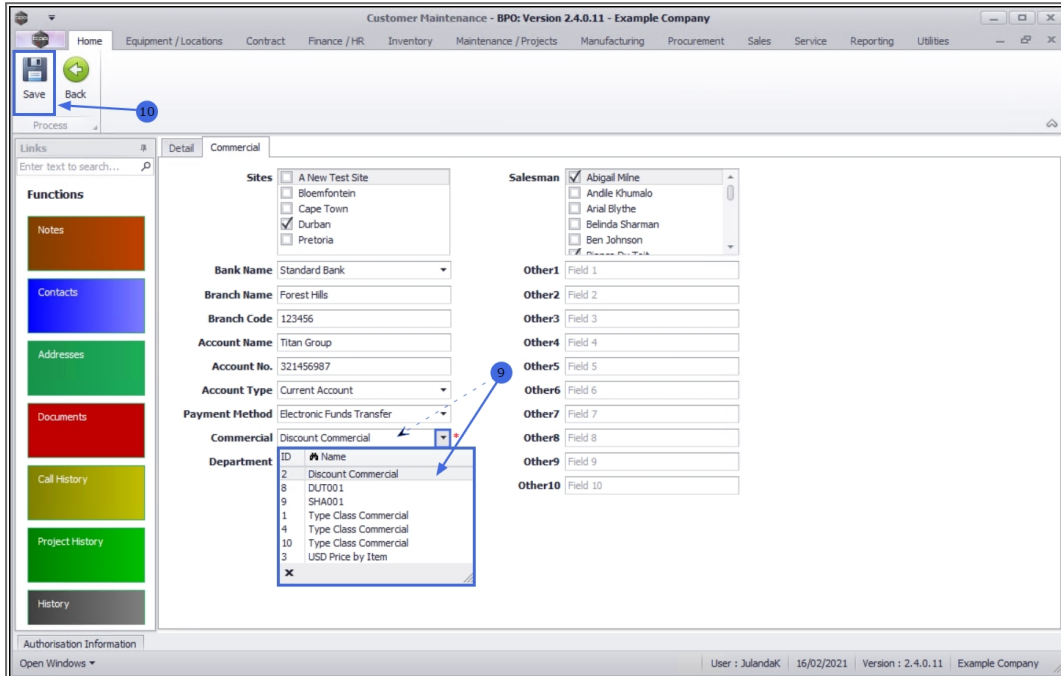 Customer Maintenance - BPO: Version 2.4.0.11 - Example Company
Home Equipment / Locations Contract Finance / HR Inventory Maintenance / Projects Manufacturing Procurement Sales Service Reporting Utilities
Save Back
10
Process
Links
Detail Commercial
Enter text to search...
Functions
Notes
Contacts
Addresses
Documents
Call History
Project History
History
Sites
A New Test Site
Bloemfontein
Cape Town
Durban
Pretoria
Bank Name Standard Bank
Branch Name Forest Hills
Branch Code 123456
Account Name Titan Group
Account No. 321456987
Account Type Current Account
Payment Method Electronic Funds Transfer
Commercial Discount Commercial *
Department
ID Name
2 Discount Commercial
8 DUT001
9 SHA001
1 Type Class Commercial
4 Type Class Commercial
10 Type Class Commercial
3 USD Price by Item
9
Salesman
Abigail Milne
Andile Khumalo
Arial Blythe
Belinda Sharman
Ben Johnson
Other1 Field 1
Other2 Field 2
Other3 Field 3
Other4 Field 4
Other5 Field 5
Other6 Field 6
Other7 Field 7
Other8 Field 8
Other9 Field 9
Other10 Field 10
Authorisation Information
Open Windows
User : JulandaK 16/02/2021 Version : 2.4.0.11 Example Company